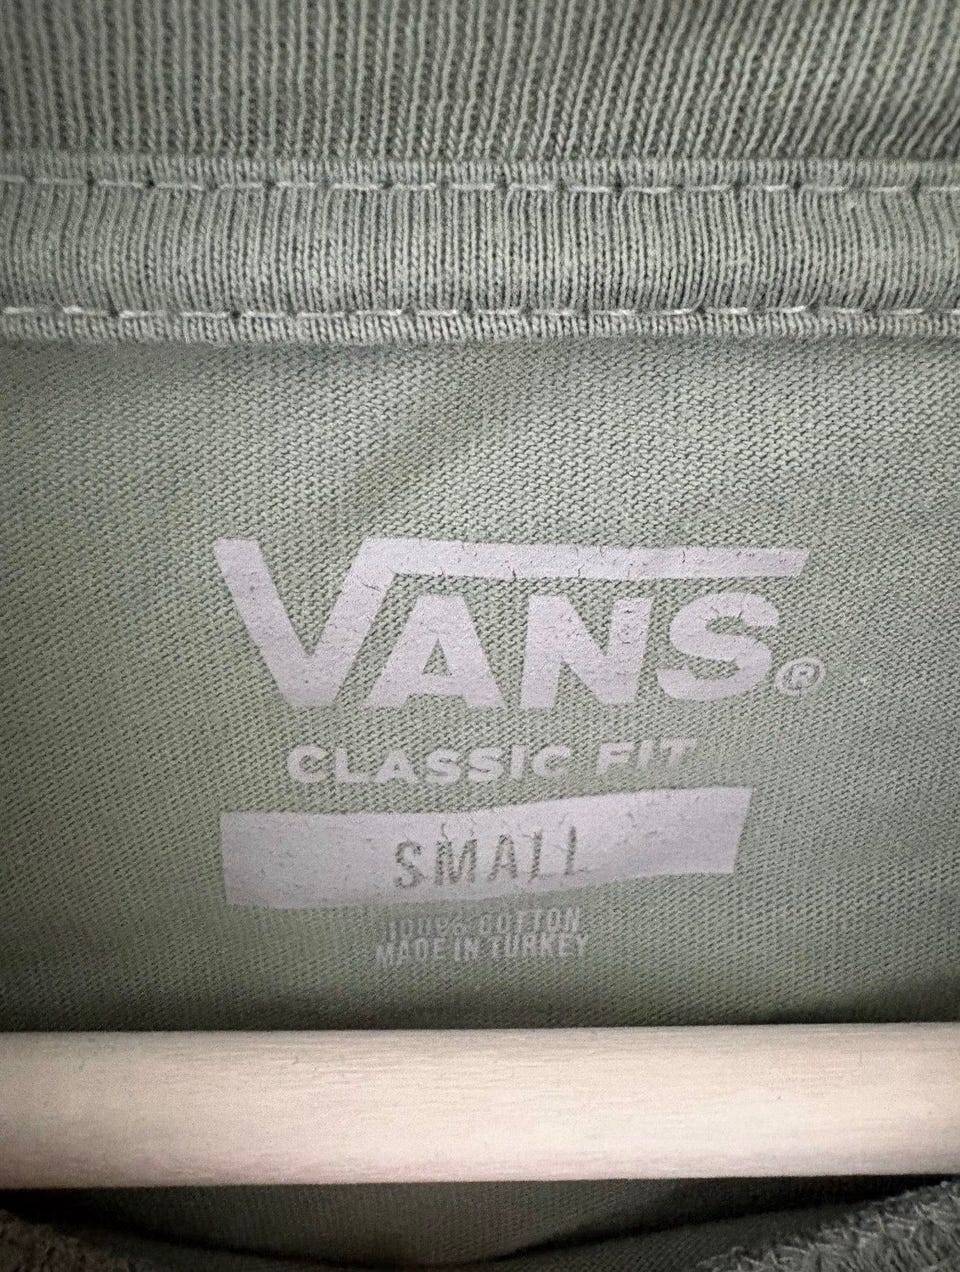 VANS®
CLASSIC FIT
SMALL
100% COTTON
MADE IN TURKEY